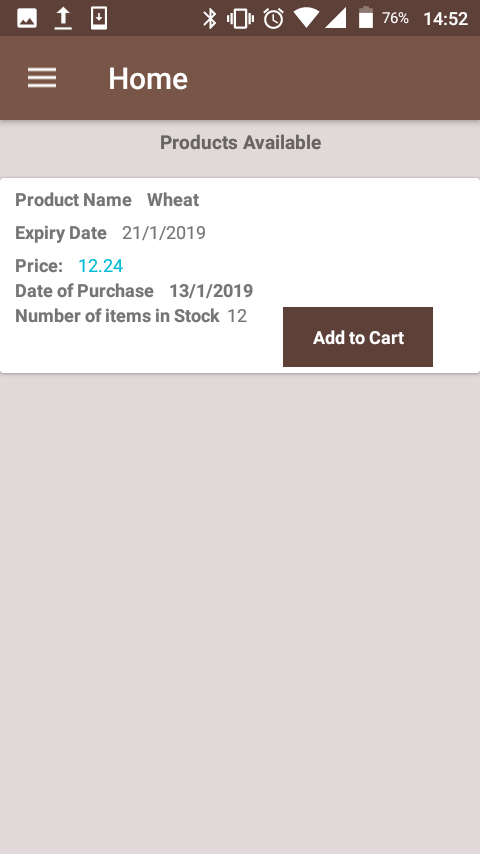 76% 14:52
Home
Products Available
Product Name Wheat
Expiry Date 21/1/2019
Price: 12.24
Date of Purchase 13/1/2019
Number of items in Stock 12
Add to Cart